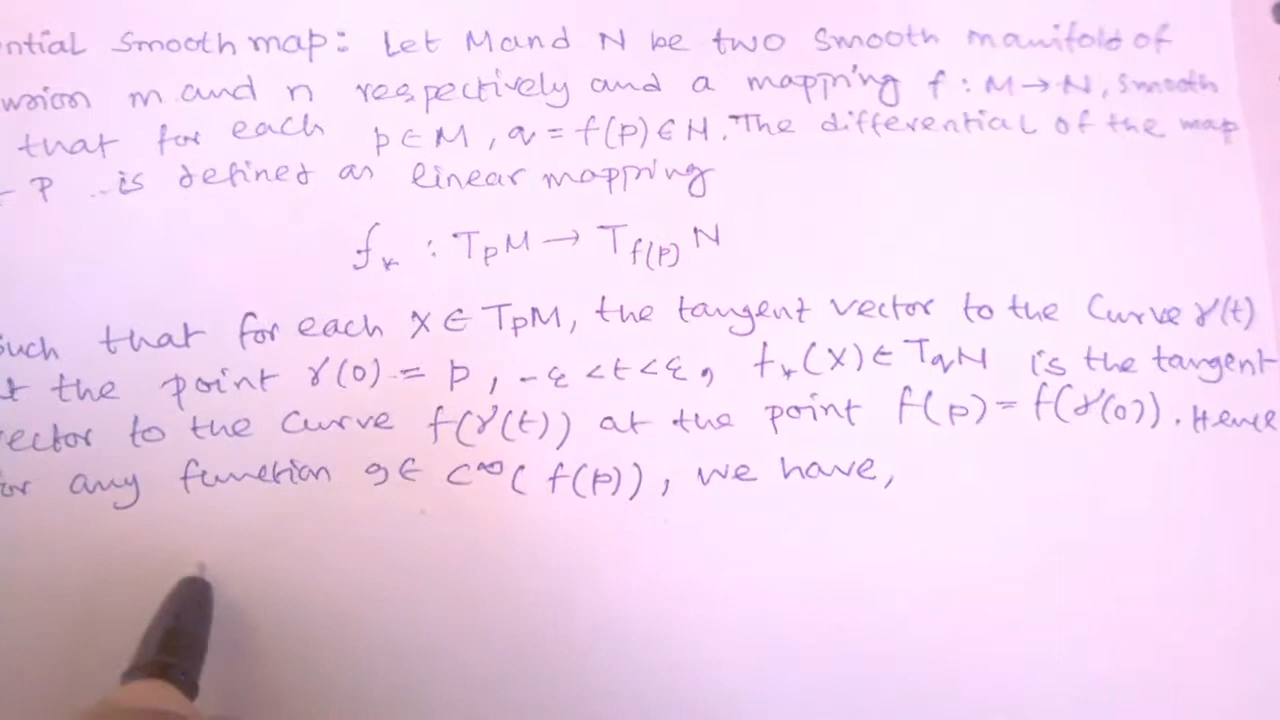 ntial Smooth map: Let M and N be two smooth manifold of
ension m and n respectively and a mapping f : M → N, smooth
that for each p ∈ M, q = f(p) ∈ N. The differential of the map
t P is defined as linear mapping
f* : TpM → Tf(p) N
Such that for each X ∈ TpM, the tangent vector to the Curve γ(t)
t the point γ(0) = p, -ε < t < ε, f*(X) ∈ TqN is the tangent
ector to the Curve f(γ(t)) at the point f(p) = f(γ(0)). Hence
for any function g ∈ C∞( f(p)), we have,